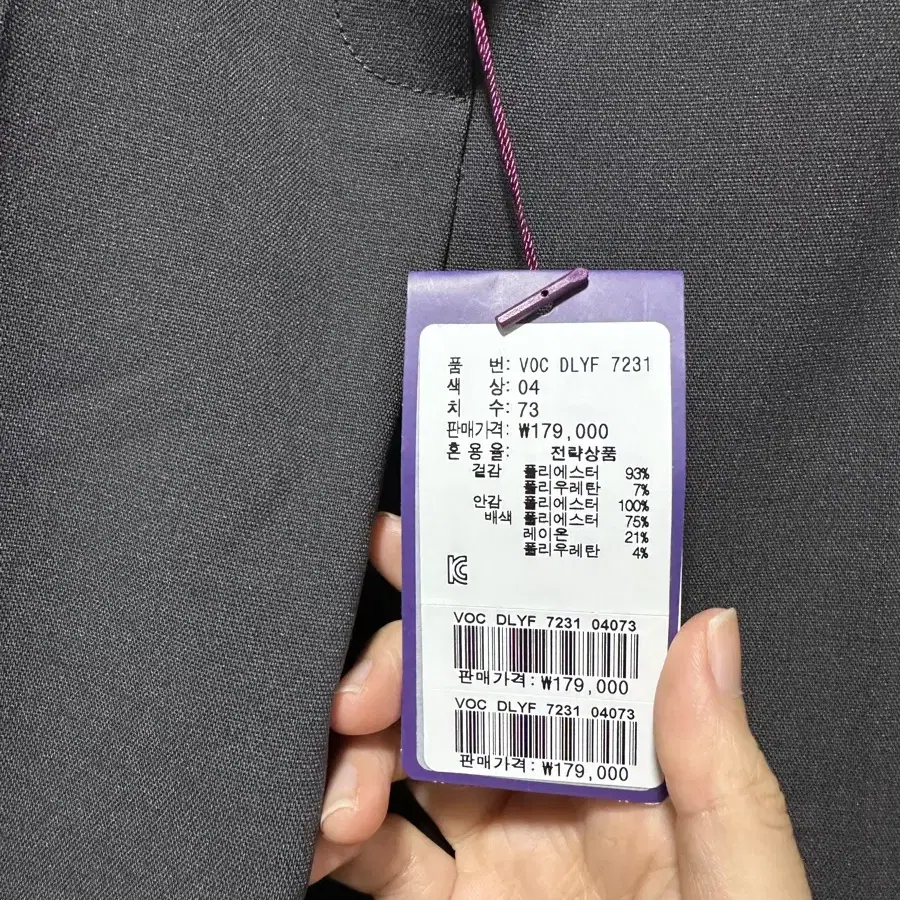 품 번: VOC DLYF 7231
색 상: 04
치 수: 73
판매가격: ₩179,000
혼 용 율: 전략상품
겉감 폴리에스터 93%
폴리우레탄 7%
안감 폴리에스터 100%
배색 폴리에스터 75%
레이온 21%
폴리우레탄 4%
KC
VOC DLYF 7231 04073
판매가격: ₩179,000
VOC DLYF 7231 04073
판매가격: ₩179,000